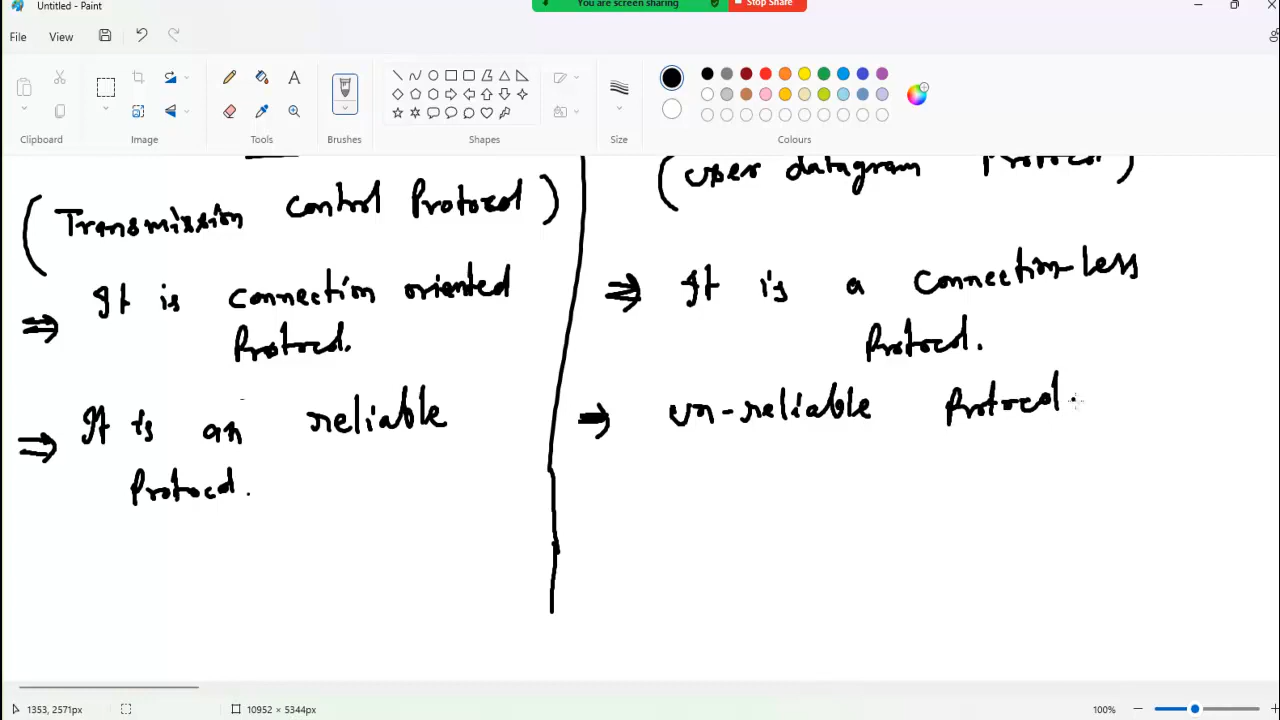 Untitled - Paint
You are screen sharing
Stop Share
File View
Clipboard
Image
Tools
Brushes
Shapes
Size
Colours
(Transmission control Protocol)
⇒ It is connection oriented
Protocol.
⇒ It is an reliable
Protocol.
(user datagram Protocol)
⇒ It is a connection-less
Protocol.
⇒ un-reliable Protocol.
1353, 2571px
10952 × 5344px
100%